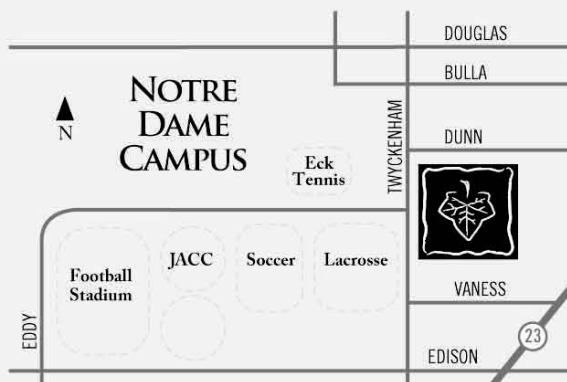 DOUGLAS
BULLA
NOTRE
DAME
CAMPUS
N
TWYCKENHAM
DUNN
Eck
Tennis
JACC
Soccer
Lacrosse
Football
Stadium
VANESS
EDDY
23
EDISON